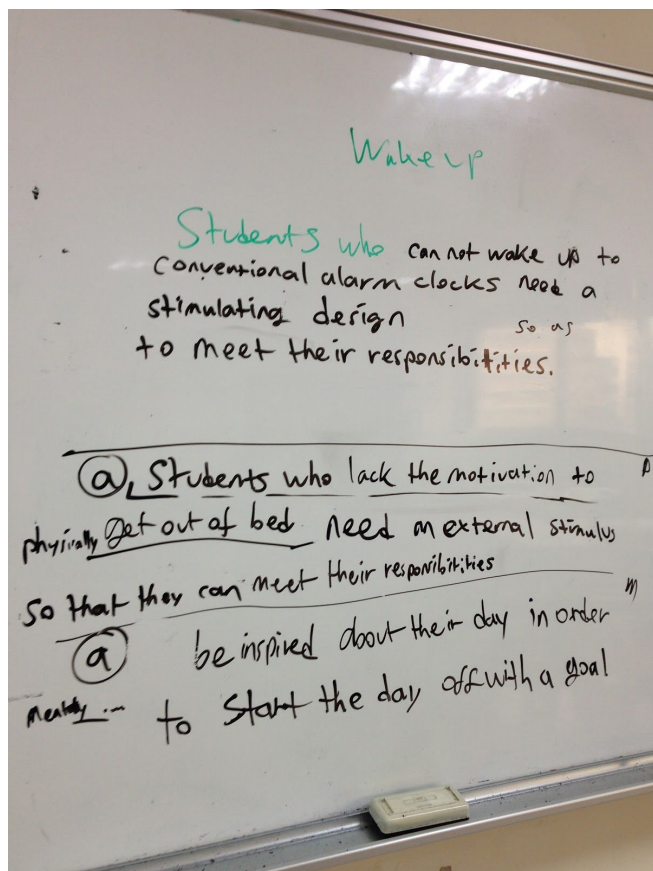 Wake up
Students who can not wake up to
conventional alarm clocks need a
stimulating design
so as
to meet their responsibitities.
a, Students who lack the motivation to
p
physically get out of bed need an external stimulus
so that they can meet their responibitities
m
a be inspired about their day in order
mentally... to start the day off with a goal